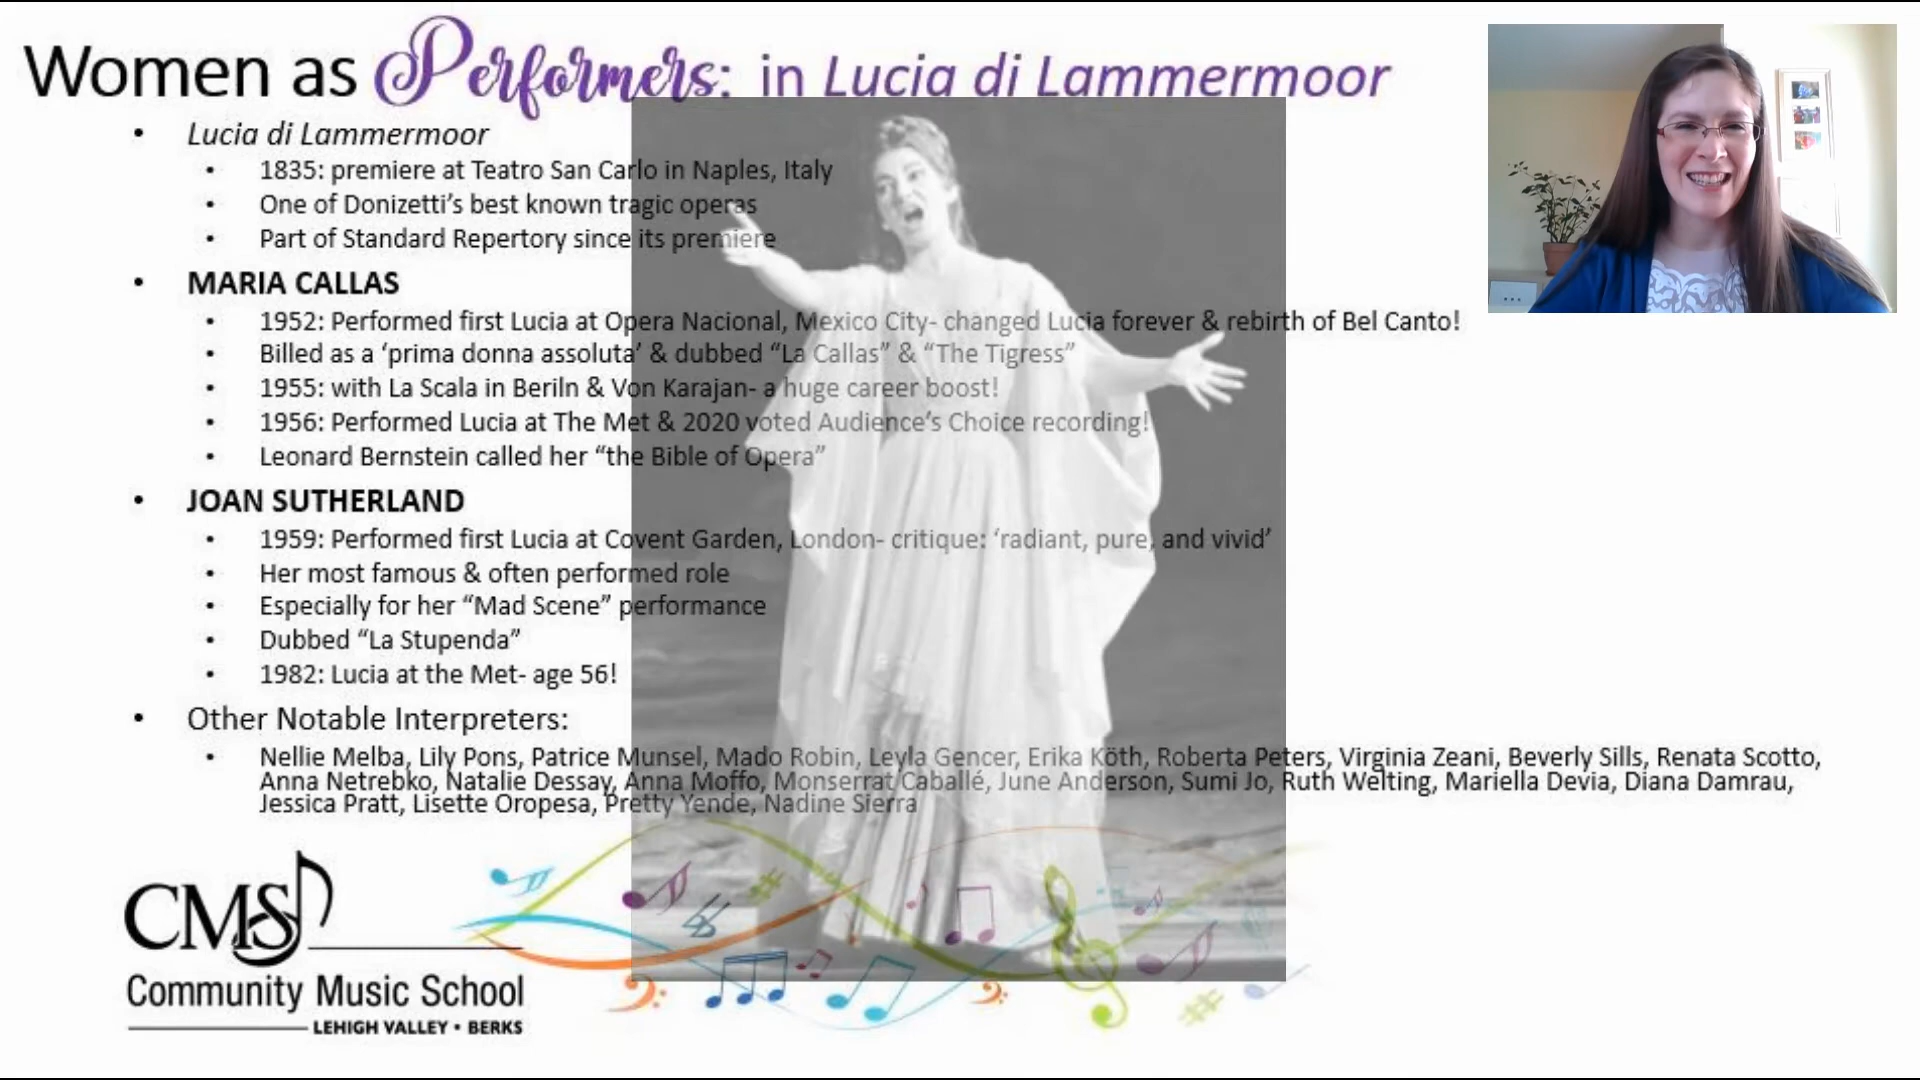 Women as Performers: in Lucia di Lammermoor
• Lucia di Lammermoor
• 1835: premiere at Teatro San Carlo in Naples, Italy
• One of Donizetti's best known tragic operas
• Part of Standard Repertory since its premiere
• MARIA CALLAS
• 1952: Performed first Lucia at Opera Nacional, Mexico City- changed Lucia forever & rebirth of Bel Canto!
• Billed as a ‘prima donna assoluta’ & dubbed “La Callas” & “The Tigress”
• 1955: with La Scala in Beriln & Von Karajan- a huge career boost!
• 1956: Performed Lucia at The Met & 2020 voted Audience’s Choice recording!
• Leonard Bernstein called her “the Bible of Opera”
• JOAN SUTHERLAND
• 1959: Performed first Lucia at Covent Garden, London- critique: ‘radiant, pure, and vivid’
• Her most famous & often performed role
• Especially for her “Mad Scene” performance
• Dubbed “La Stupenda”
• 1982: Lucia at the Met- age 56!
• Other Notable Interpreters:
• Nellie Melba, Lily Pons, Patrice Munsel, Mado Robin, Leyla Gencer, Erika Köth, Roberta Peters, Virginia Zeani, Beverly Sills, Renata Scotto,
Anna Netrebko, Natalie Dessay, Anna Moffo, Monserrat Caballé, June Anderson, Sumi Jo, Ruth Welting, Mariella Devia, Diana Damrau,
Jessica Pratt, Lisette Oropesa, Pretty Yende, Nadine Sierra
CMS
Community Music School
LEHIGH VALLEY • BERKS